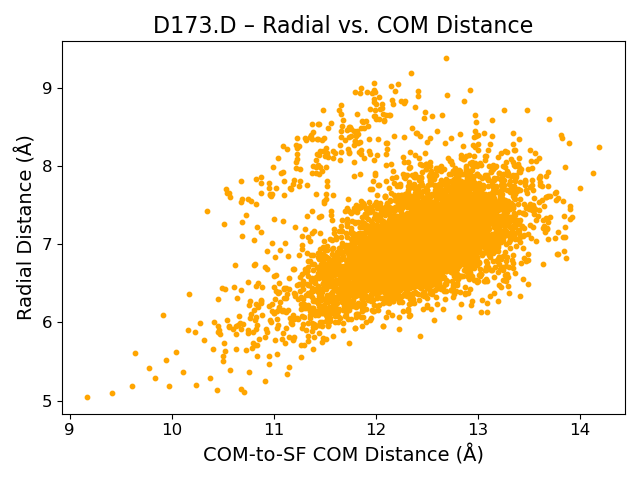 D173.D – Radial vs. COM Distance
Radial Distance (Å)
9
8
7
6
5
9 10 11 12 13 14
COM-to-SF COM Distance (Å)